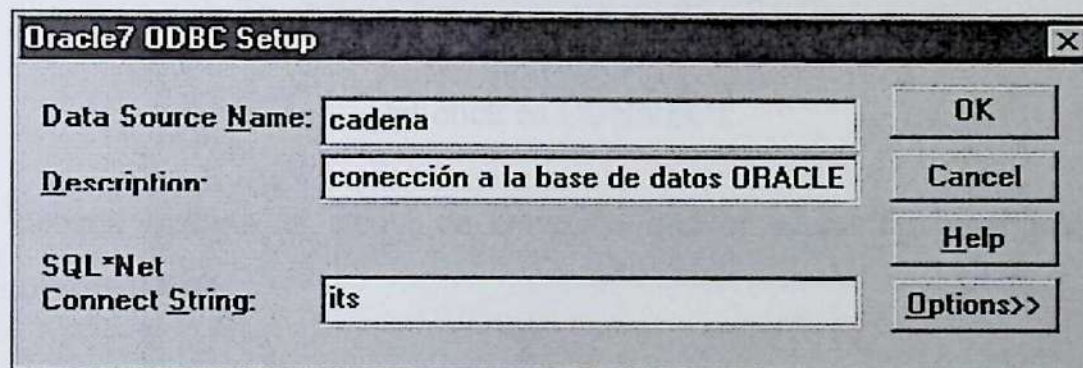 Oracle7 ODBC Setup
Data Source Name: cadena
OK
Description: conección a la base de datos ORACLE
Cancel
Help
SQL*Net
Connect String: its
Options>>